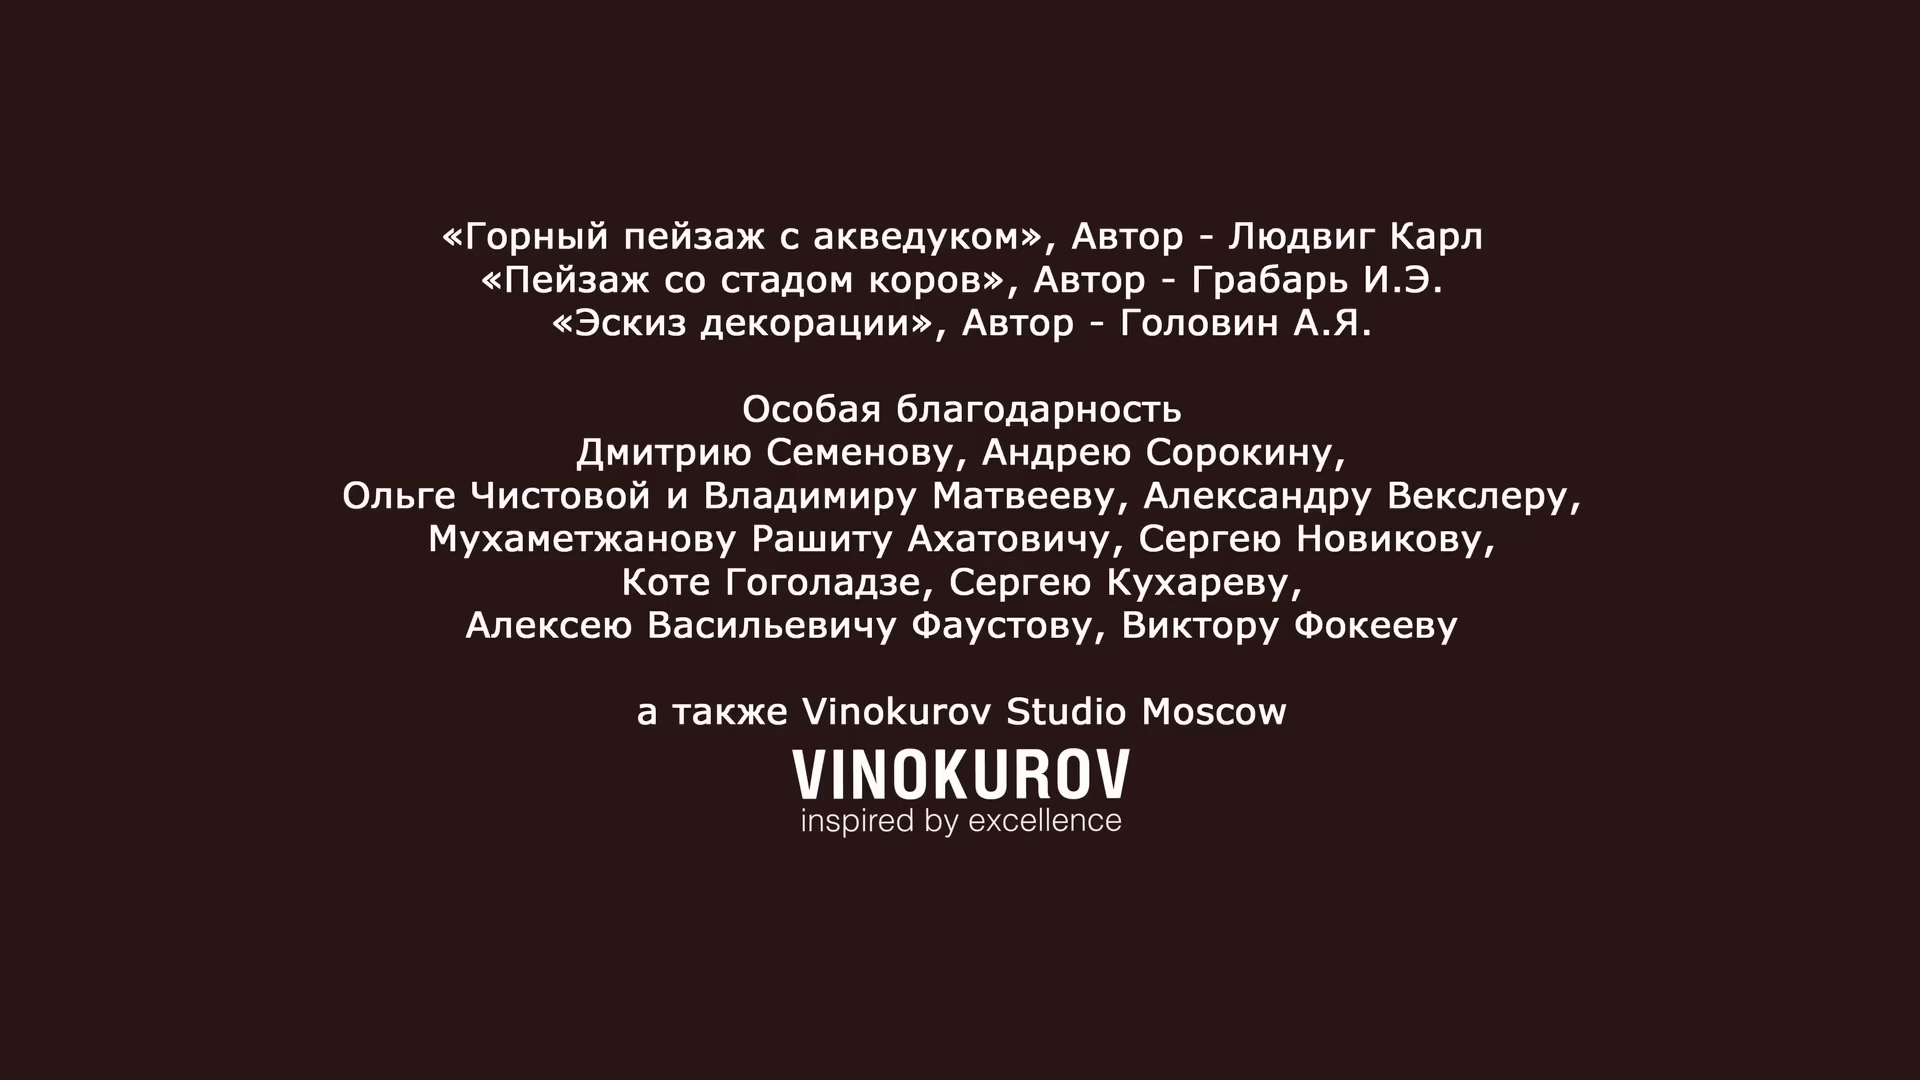 «Горный пейзаж с акведуком», Автор - Людвиг Карл
«Пейзаж со стадом коров», Автор - Грабарь И.Э.
«Эскиз декорации», Автор - Головин А.Я.
Особая благодарность
Дмитрию Семенову, Андрею Сорокину,
Ольге Чистовой и Владимиру Матвееву, Александру Векслеру,
Мухаметжанову Рашиту Ахатовичу, Сергею Новикову,
Коте Гоголадзе, Сергею Кухареву,
Алексею Васильевичу Фаустову, Виктору Фокееву
а также Vinokurov Studio Moscow
VINOKUROV
inspired by excellence